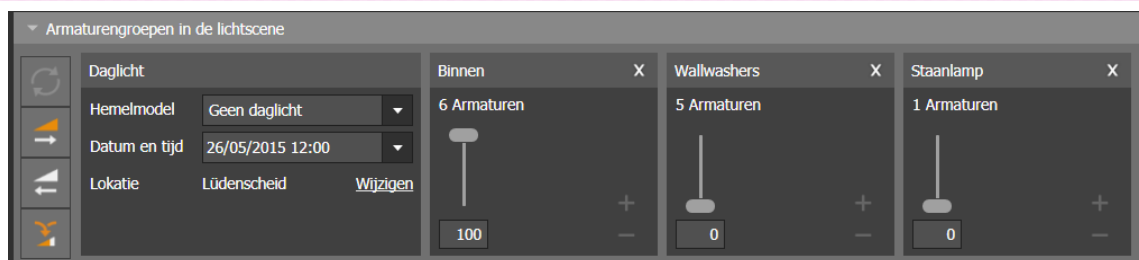 Armaturengroepen in de lichtscene
Daglicht
Hemelmodel Geen daglicht
Datum en tijd 26/05/2015 12:00
Lokatie Lüdenscheid Wijzigen
Binnen X
6 Armaturen
100
Wallwashers X
5 Armaturen
0
Staanlamp X
1 Armaturen
0